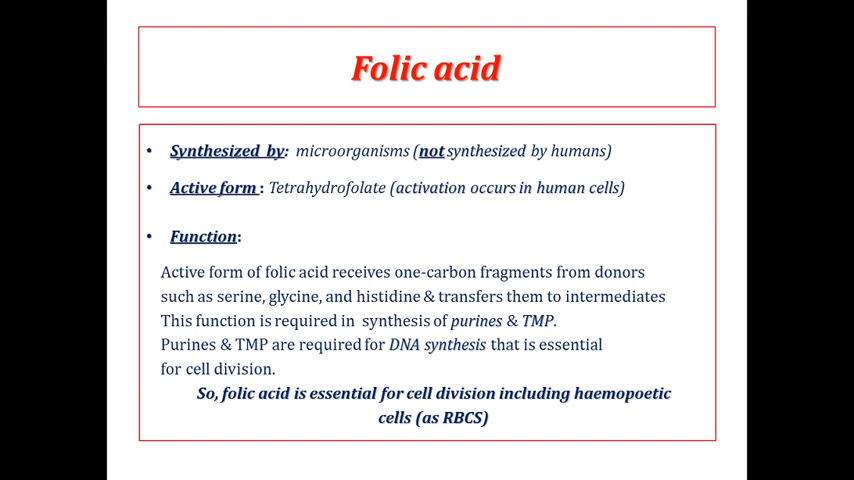 Folic acid
• Synthesized by: microorganisms (not synthesized by humans)
• Active form : Tetrahydrofolate (activation occurs in human cells)
• Function:
Active form of folic acid receives one-carbon fragments from donors
such as serine, glycine, and histidine & transfers them to intermediates
This function is required in synthesis of purines & TMP.
Purines & TMP are required for DNA synthesis that is essential
for cell division.
So, folic acid is essential for cell division including haemopoetic
cells (as RBCS)